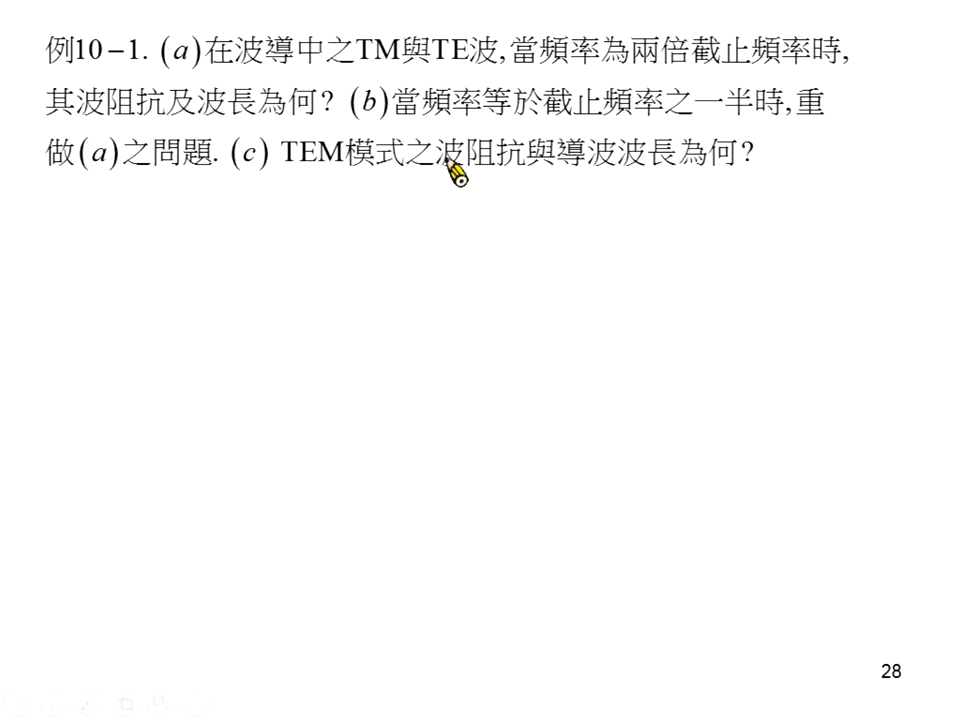 例10−1. (a)在波導中之TM與TE波,當頻率為兩倍截止頻率時,
其波阻抗及波長為何? (b)當頻率等於截止頻率之一半時,重
做(a)之問題. (c) TEM模式之波阻抗與導波波長為何?
28